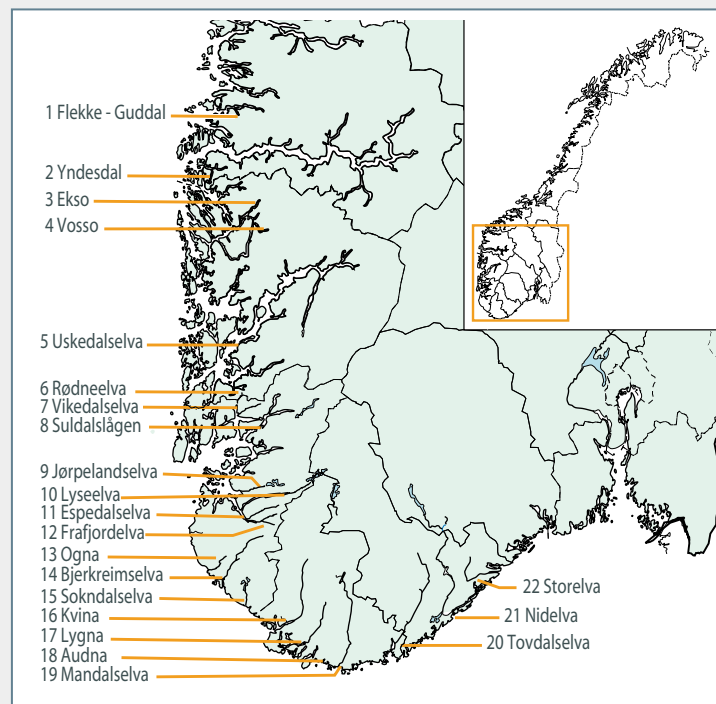 1 Flekke - Guddal
2 Yndesdal
3 Ekso
4 Vosso
5 Uskedalselva
6 Rødneelva
7 Vikedalselva
8 Suldalslågen
9 Jørpelandselva
10 Lyseelva
11 Espedalselva
12 Frafjordelva
13 Ogna
14 Bjerkreimselva
15 Sokndalselva
16 Kvina
17 Lygna
18 Audna
19 Mandalselva
20 Tovdalselva
21 Nidelva
22 Storelva